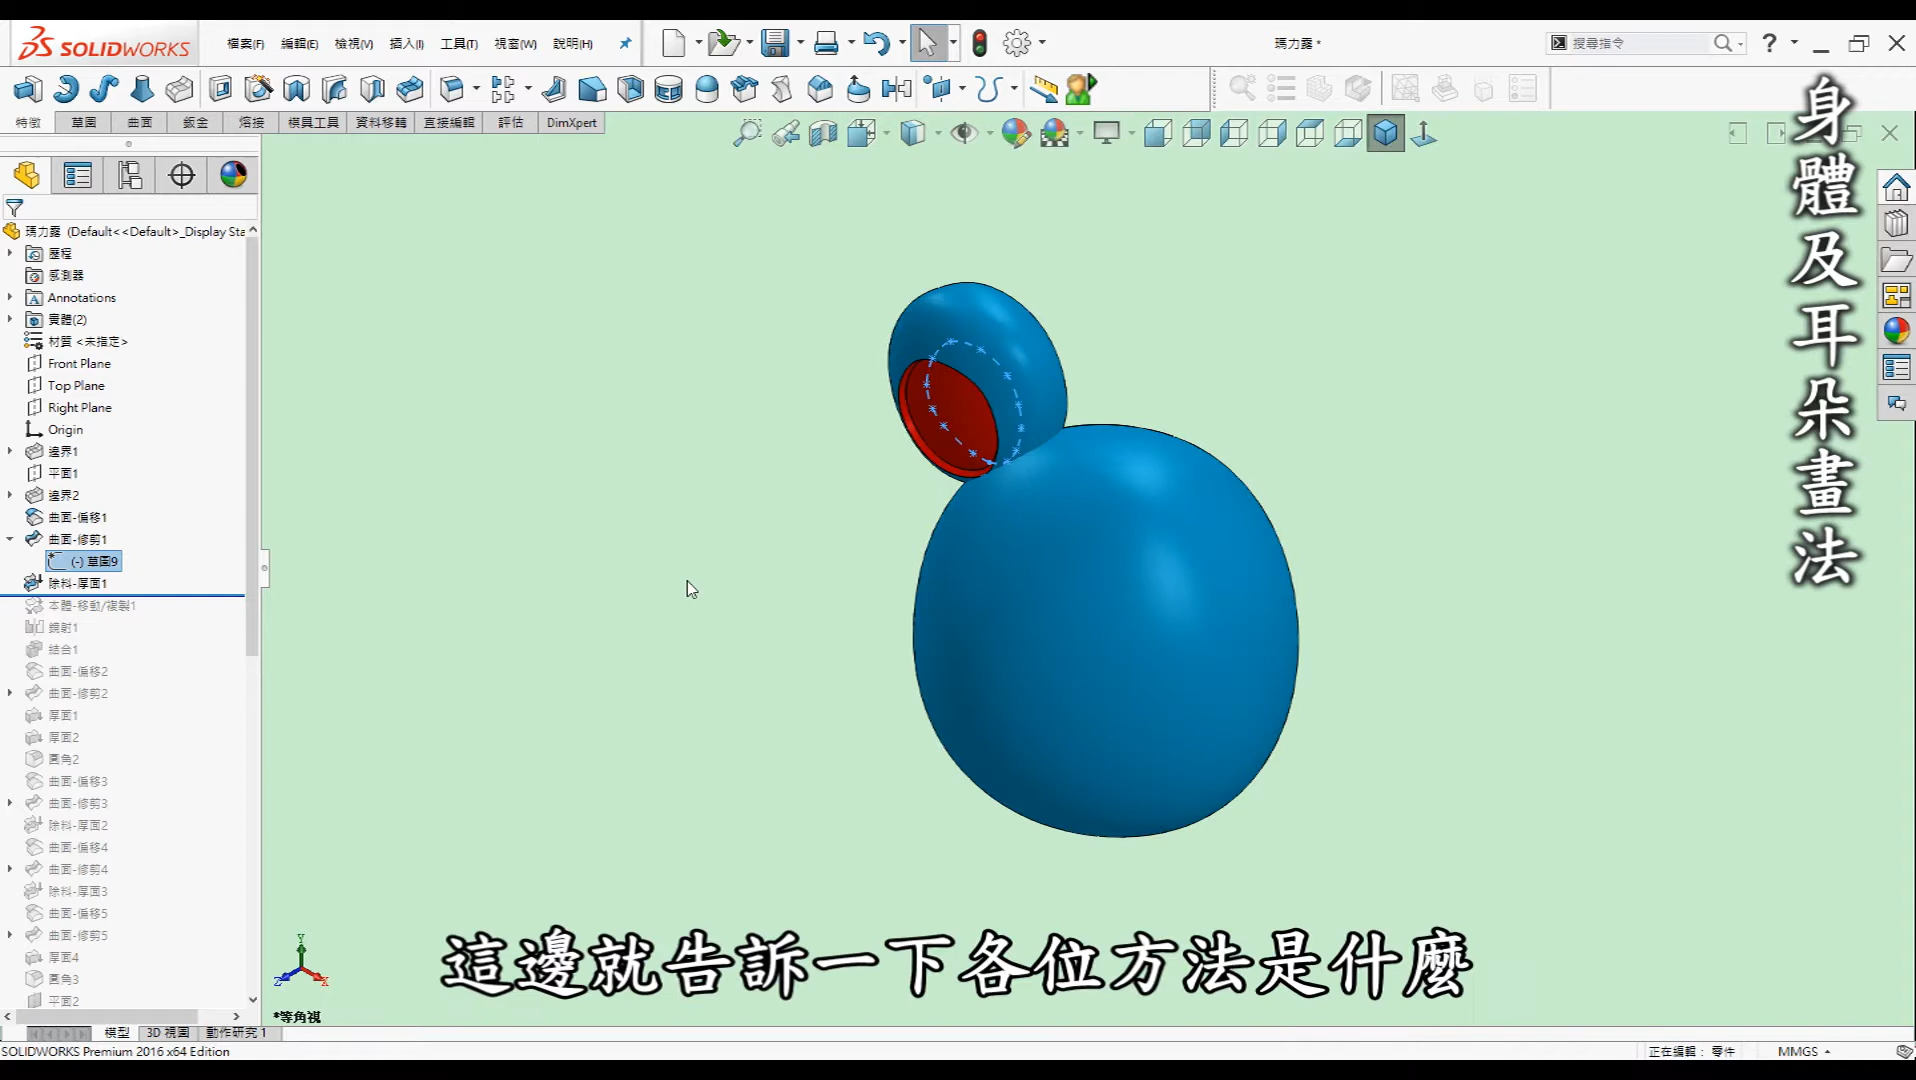 SOLIDWORKS
檔案(F)
編輯(E)
檢視(V)
插入(I)
工具(T)
視窗(W)
說明(H)
瑪力露 *
搜尋指令
特徵
草圖
曲面
鈑金
熔接
模具工具
資料移轉
直接編輯
評估
DimXpert
瑪力露 (Default<<Default>_Display Sta
歷程
感測器
Annotations
實體(2)
材質 <未指定>
Front Plane
Top Plane
Right Plane
Origin
邊界1
平面1
邊界2
曲面-偏移1
曲面-修剪1
(-) 草圖9
除料-厚面1
本體-移動/複製1
鏡射1
結合1
曲面-偏移2
曲面-修剪2
厚面1
厚面2
圓角2
曲面-偏移3
曲面-修剪3
除料-厚面2
曲面-偏移4
曲面-修剪4
除料-厚面3
曲面-偏移5
曲面-修剪5
厚面4
圓角3
平面2
身體及耳朵畫法
Y
Z
X
*等角視
這邊就告訴一下各位方法是什麼
模型
3D 視圖
動作研究 1
SOLIDWORKS Premium 2016 x64 Edition
正在編輯： 零件
MMGS